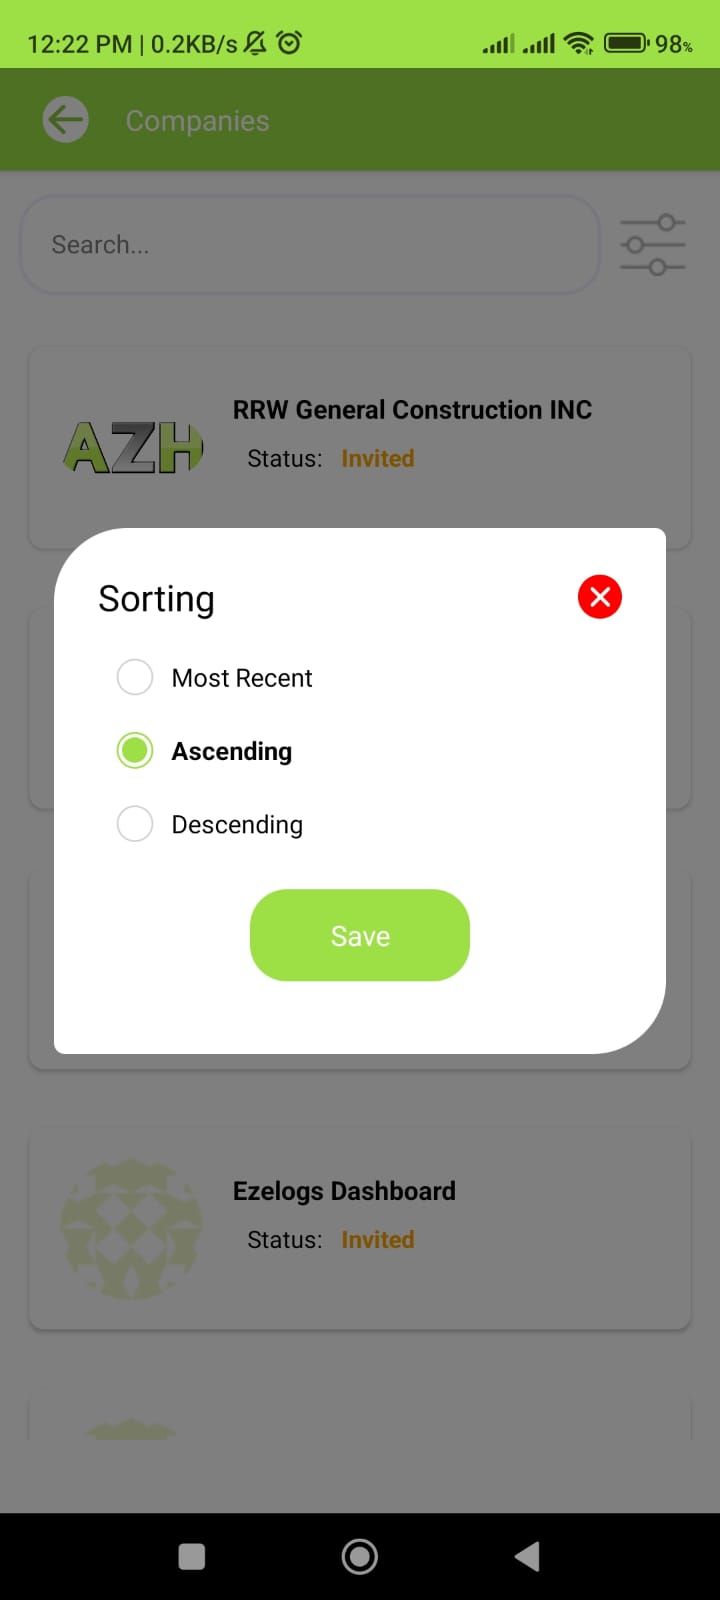 12:22 PM | 0.2KB/s 98%
Companies
Search...
AZH
RRW General Construction INC
Status: Invited
Sorting
Most Recent
Ascending
Descending
Save
Ezelogs Dashboard
Status: Invited